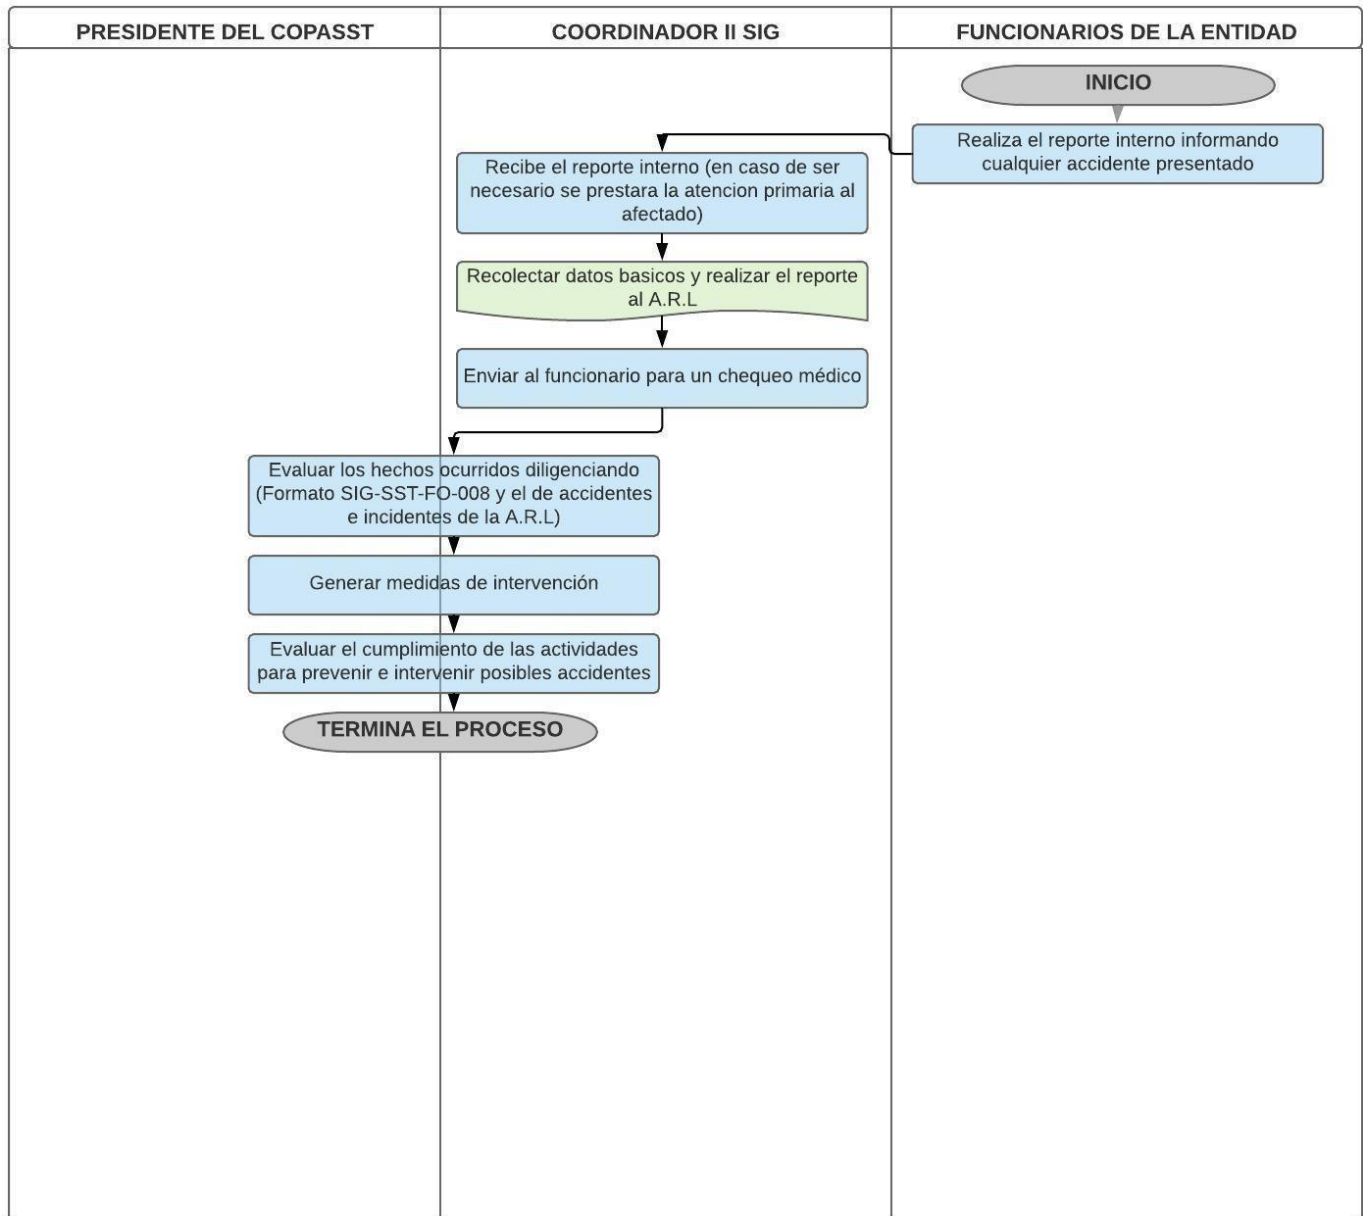 PRESIDENTE DEL COPASST
COORDINADOR II SIG
FUNCIONARIOS DE LA ENTIDAD
INICIO
Realiza el reporte interno informando
cualquier accidente presentado
Recibe el reporte interno (en caso de ser
necesario se prestara la atencion primaria al
afectado)
Recolectar datos basicos y realizar el reporte
al A.R.L
Enviar al funcionario para un chequeo médico
Evaluar los hechos ocurridos diligenciando
(Formato SIG-SST-FO-008 y el de accidentes
e incidentes de la A.R.L)
Generar medidas de intervención
Evaluar el cumplimiento de las actividades
para prevenir e intervenir posibles accidentes
TERMINA EL PROCESO